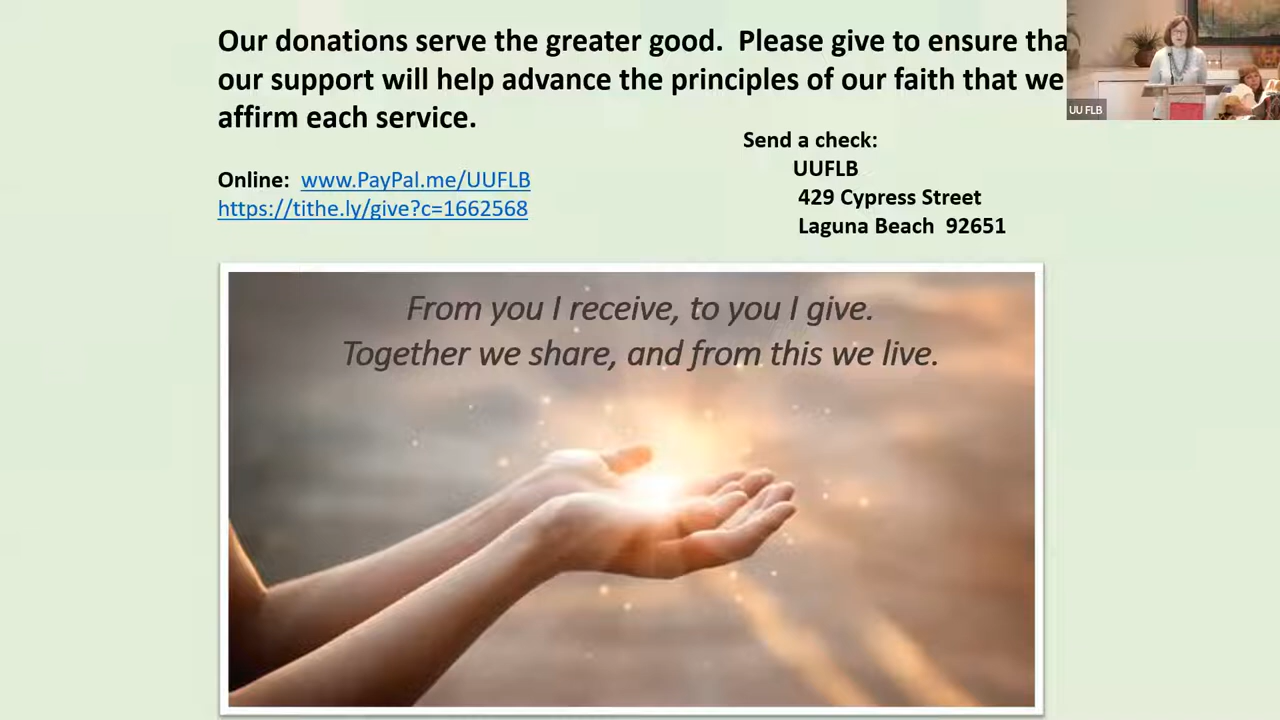 Our donations serve the greater good.  Please give to ensure tha
our support will help advance the principles of our faith that we
affirm each service.
Online:  www.PayPal.me/UUFLB
https://tithe.ly/give?c=1662568
Send a check:
UUFLB
429 Cypress Street
Laguna Beach  92651
From you I receive, to you I give.
Together we share, and from this we live.
UU FLB